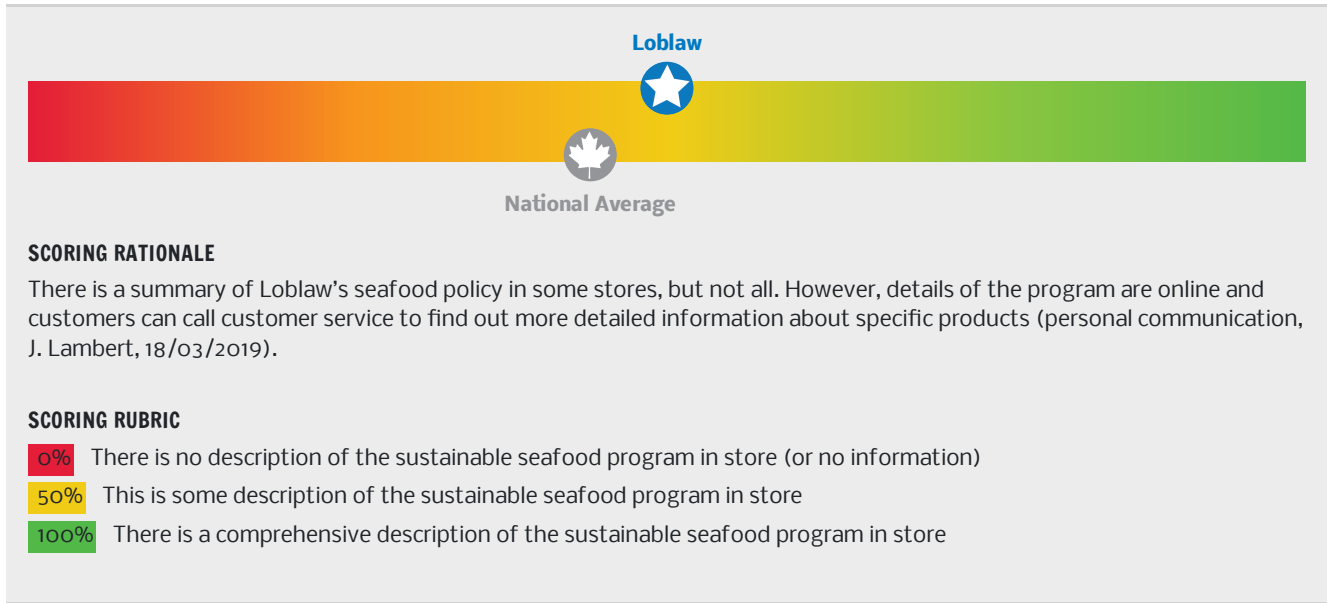 Loblaw
National Average
SCORING RATIONALE
There is a summary of Loblaw’s seafood policy in some stores, but not all. However, details of the program are online and
customers can call customer service to find out more detailed information about specific products (personal communication,
J. Lambert, 18/03/2019).
SCORING RUBRIC
0% There is no description of the sustainable seafood program in store (or no information)
50% This is some description of the sustainable seafood program in store
100% There is a comprehensive description of the sustainable seafood program in store